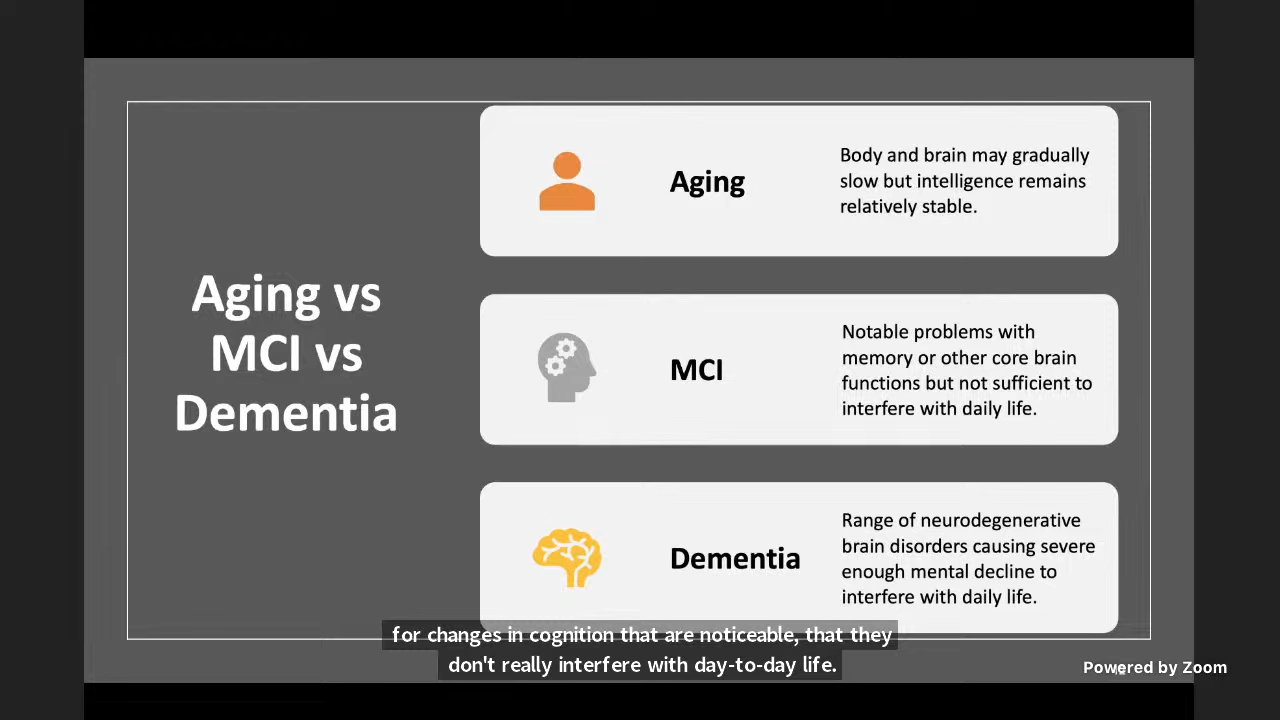 Aging vs
MCI vs
Dementia
Aging
Body and brain may gradually
slow but intelligence remains
relatively stable.
MCI
Notable problems with
memory or other core brain
functions but not sufficient to
interfere with daily life.
Dementia
Range of neurodegenerative
brain disorders causing severe
enough mental decline to
interfere with daily life.
for changes in cognition that are noticeable, that they
don't really interfere with day-to-day life.
Powered by Zoom